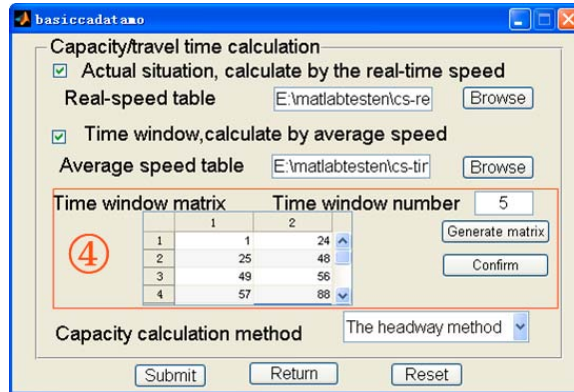 basiccadatamo
Capacity/travel time calculation
Actual situation, calculate by the real-time speed
Real-speed table E:\matlabtesten\cs-re Browse
Time window,calculate by average speed
Average speed table E:\matlabtesten\cs-tir Browse
Time window matrix Time window number 5
④
1 2
1 1 24
2 25 48
3 49 56
4 57 88
Generate matrix
Confirm
Capacity calculation method The headway method
Submit Return Reset